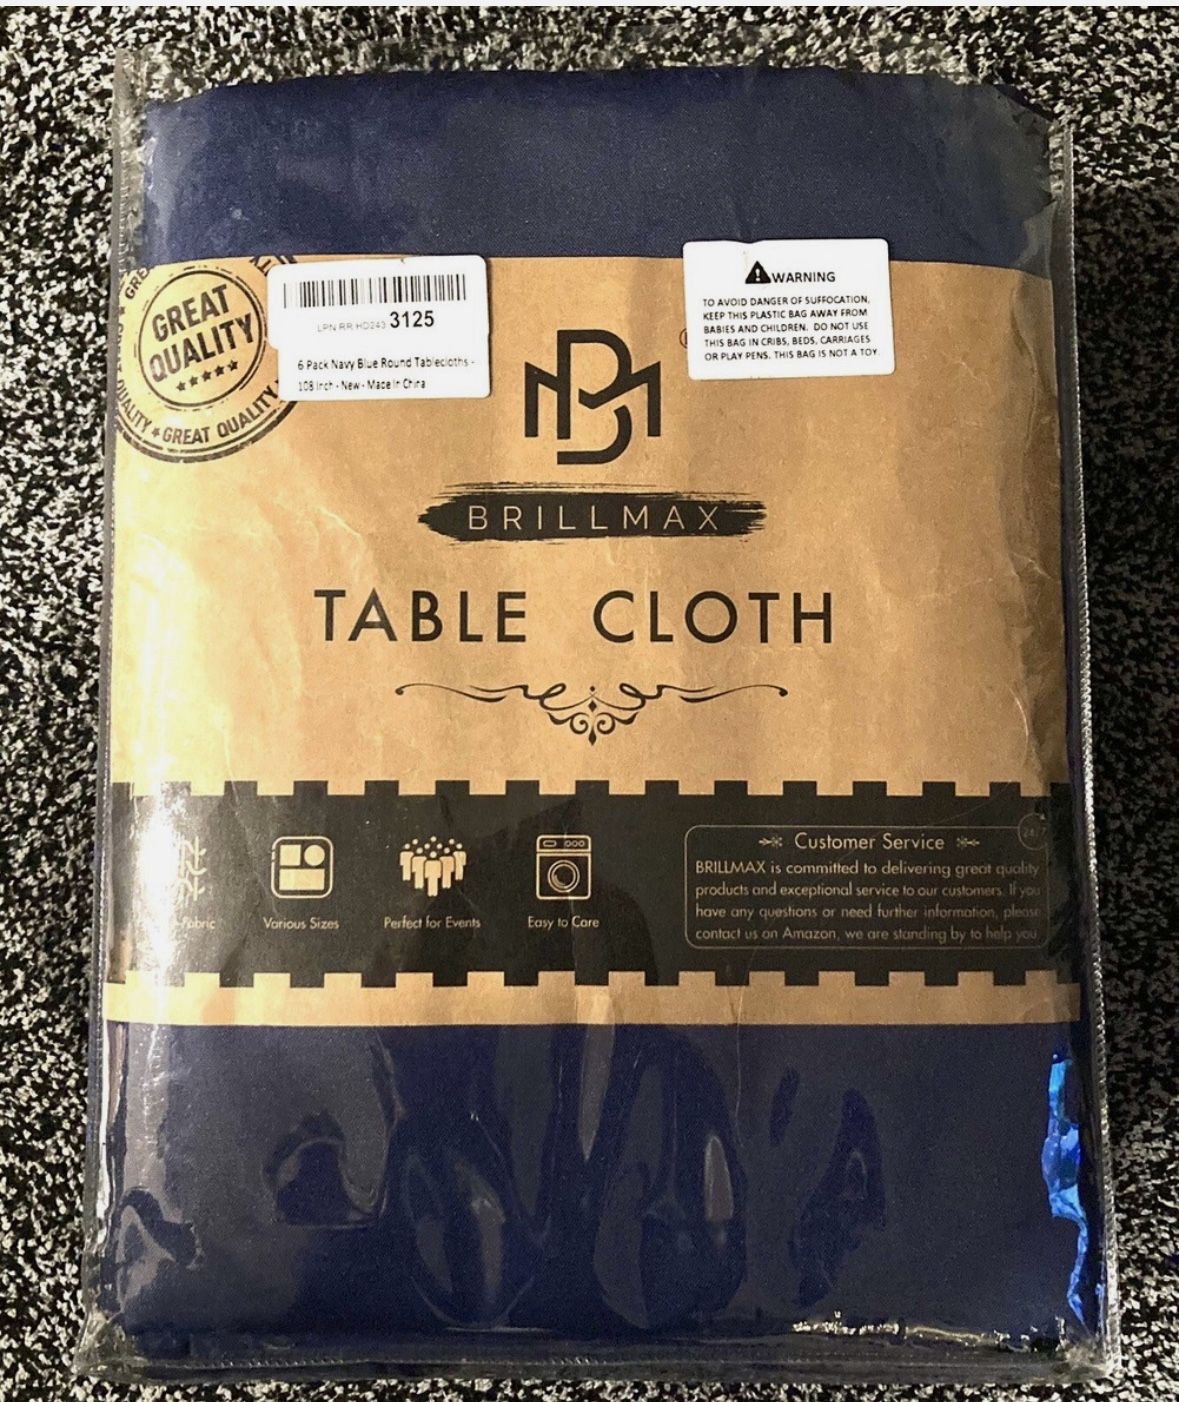 GREAT
QUALITY
QUALITY ★ GREAT QUALITY
LPN RR HD243 3125
6 Pack Navy Blue Round Tablecloths -
108 Inch - New - Made In China
WARNING
TO AVOID DANGER OF SUFFOCATION,
KEEP THIS PLASTIC BAG AWAY FROM
BABIES AND CHILDREN. DO NOT USE
THIS BAG IN CRIBS, BEDS, CARRIAGES
OR PLAY PENS. THIS BAG IS NOT A TOY.
BM
BRILLMAX
TABLE CLOTH
Fabric
Various Sizes
Perfect for Events
Easy to Care
24/7
Customer Service
BRILLMAX is committed to delivering great quality
products and exceptional service to our customers. If you
have any questions or need further information, please
contact us on Amazon, we are standing by to help you